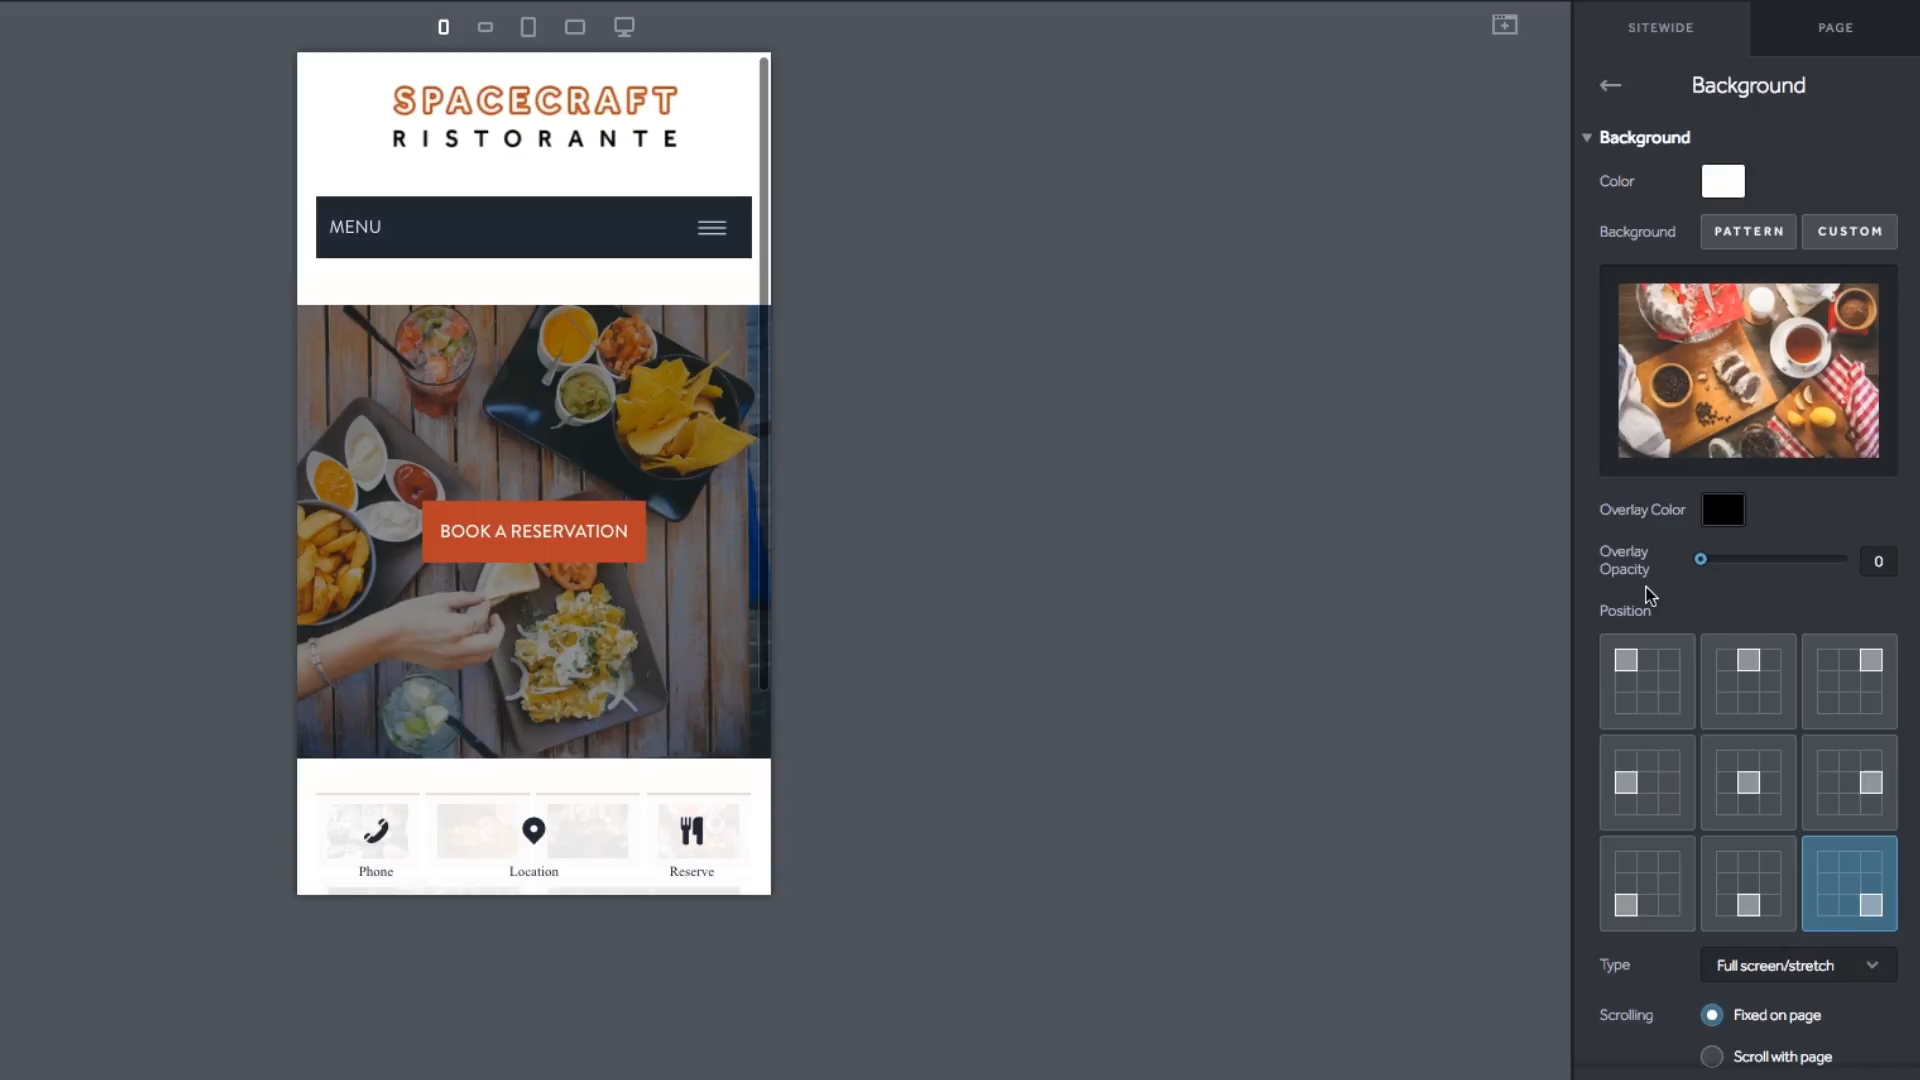 SPACECRAFT
RISTORANTE
MENU
BOOK A RESERVATION
Phone
Location
Reserve
SITEWIDE
PAGE
Background
Background
Color
Background
PATTERN
CUSTOM
Overlay Color
Overlay
Opacity
0
Position
Type
Full screen/stretch
Scrolling
Fixed on page
Scroll with page